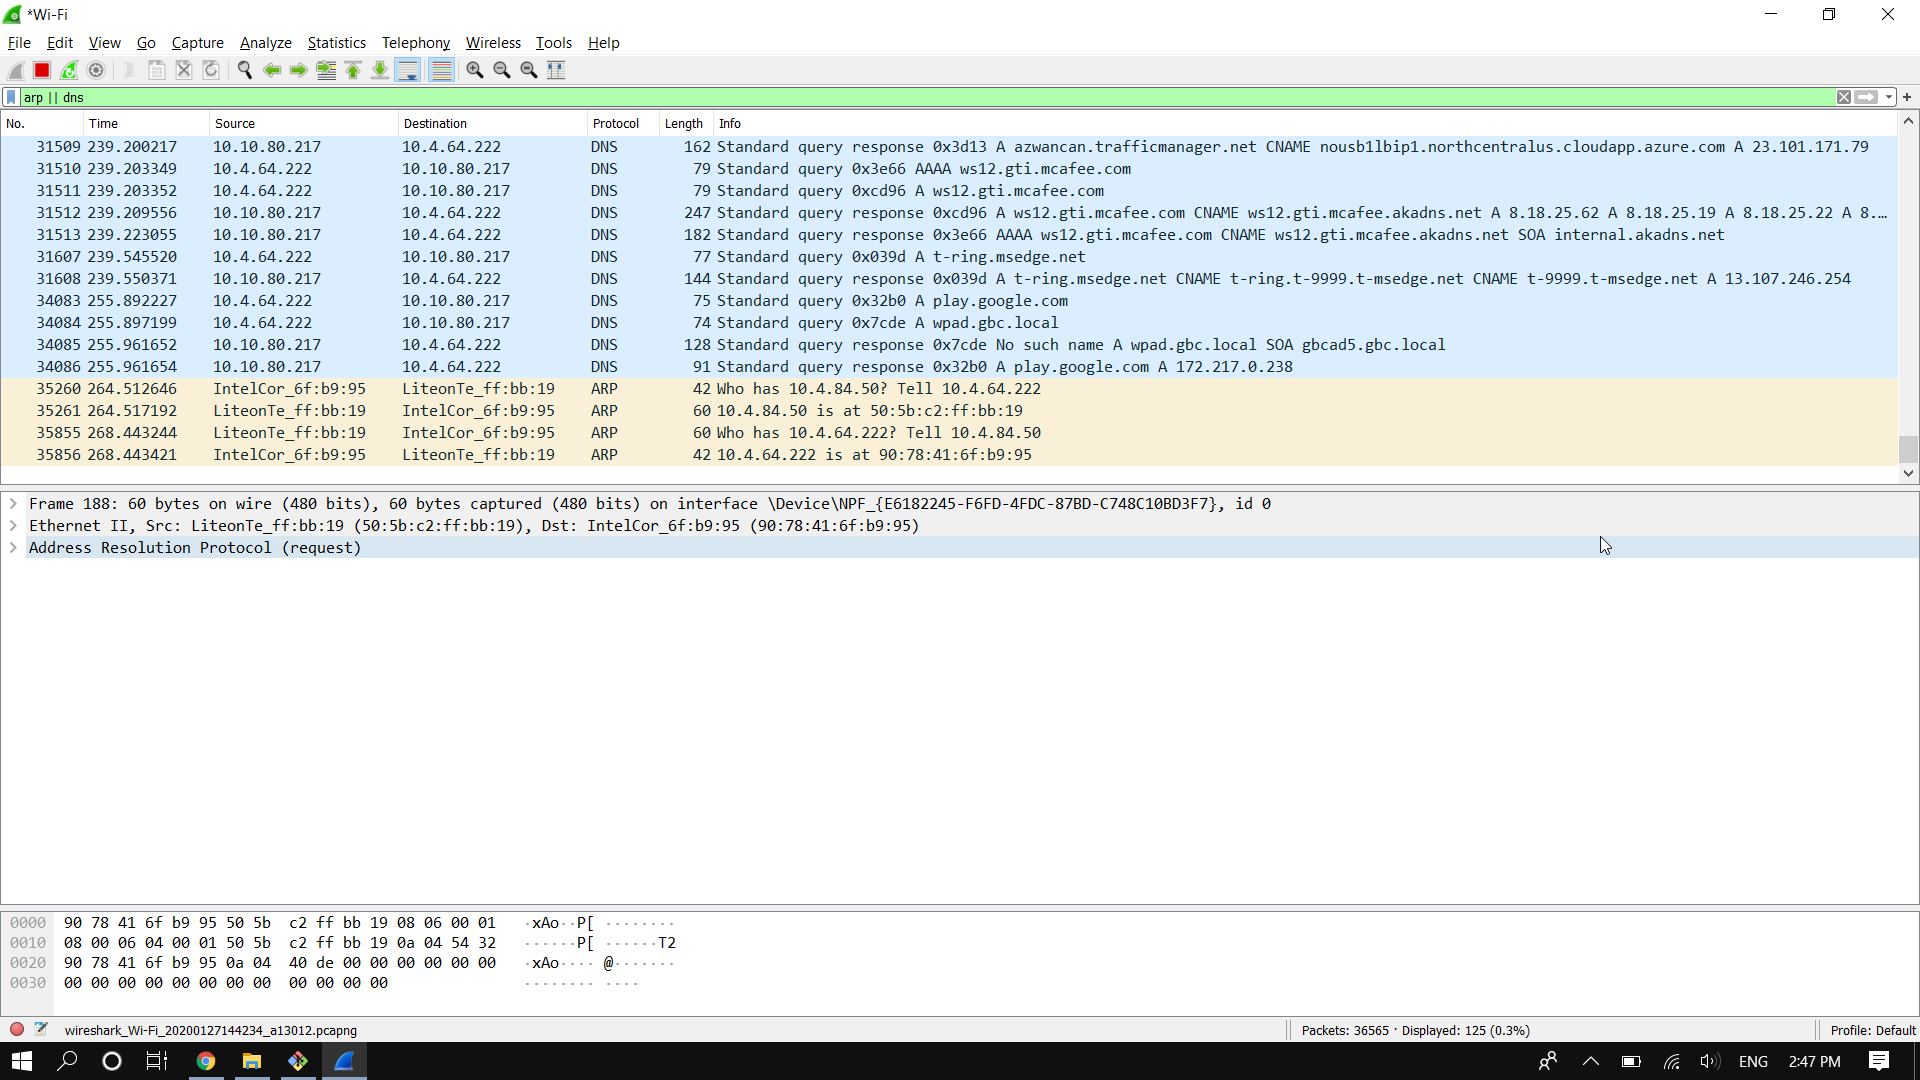 *Wi-Fi
File Edit View Go Capture Analyze Statistics Telephony Wireless Tools Help
arp || dns
No. Time Source Destination Protocol Length Info
31509 239.200217 10.10.80.217 10.4.64.222 DNS 162 Standard query response 0x3d13 A azwancan.trafficmanager.net CNAME nousb1lbip1.northcentralus.cloudapp.azure.com A 23.101.171.79
31510 239.203349 10.4.64.222 10.10.80.217 DNS 79 Standard query 0x3e66 AAAA ws12.gti.mcafee.com
31511 239.203352 10.4.64.222 10.10.80.217 DNS 79 Standard query 0xcd96 A ws12.gti.mcafee.com
31512 239.209556 10.10.80.217 10.4.64.222 DNS 247 Standard query response 0xcd96 A ws12.gti.mcafee.com CNAME ws12.gti.mcafee.akadns.net A 8.18.25.62 A 8.18.25.19 A 8.18.25.22 A 8.…
31513 239.223055 10.10.80.217 10.4.64.222 DNS 182 Standard query response 0x3e66 AAAA ws12.gti.mcafee.com CNAME ws12.gti.mcafee.akadns.net SOA internal.akadns.net
31607 239.545520 10.4.64.222 10.10.80.217 DNS 77 Standard query 0x039d A t-ring.msedge.net
31608 239.550371 10.10.80.217 10.4.64.222 DNS 144 Standard query response 0x039d A t-ring.msedge.net CNAME t-ring.t-9999.t-msedge.net CNAME t-9999.t-msedge.net A 13.107.246.254
34083 255.892227 10.4.64.222 10.10.80.217 DNS 75 Standard query 0x32b0 A play.google.com
34084 255.897199 10.4.64.222 10.10.80.217 DNS 74 Standard query 0x7cde A wpad.gbc.local
34085 255.961652 10.10.80.217 10.4.64.222 DNS 128 Standard query response 0x7cde No such name A wpad.gbc.local SOA gbcad5.gbc.local
34086 255.961654 10.10.80.217 10.4.64.222 DNS 91 Standard query response 0x32b0 A play.google.com A 172.217.0.238
35260 264.512646 IntelCor_6f:b9:95 LiteonTe_ff:bb:19 ARP 42 Who has 10.4.84.50? Tell 10.4.64.222
35261 264.517192 LiteonTe_ff:bb:19 IntelCor_6f:b9:95 ARP 60 10.4.84.50 is at 50:5b:c2:ff:bb:19
35855 268.443244 LiteonTe_ff:bb:19 IntelCor_6f:b9:95 ARP 60 Who has 10.4.64.222? Tell 10.4.84.50
35856 268.443421 IntelCor_6f:b9:95 LiteonTe_ff:bb:19 ARP 42 10.4.64.222 is at 90:78:41:6f:b9:95
Frame 188: 60 bytes on wire (480 bits), 60 bytes captured (480 bits) on interface \Device\NPF_{E6182245-F6FD-4FDC-87BD-C748C10BD3F7}, id 0
Ethernet II, Src: LiteonTe_ff:bb:19 (50:5b:c2:ff:bb:19), Dst: IntelCor_6f:b9:95 (90:78:41:6f:b9:95)
Address Resolution Protocol (request)
0000 90 78 41 6f b9 95 50 5b c2 ff bb 19 08 06 00 01 ·xAo··P[ ········
0010 08 00 06 04 00 01 50 5b c2 ff bb 19 0a 04 54 32 ······P[ ······T2
0020 90 78 41 6f b9 95 0a 04 40 de 00 00 00 00 00 00 ·xAo···· @·······
0030 00 00 00 00 00 00 00 00 00 00 00 00 ········ ····
wireshark_Wi-Fi_20200127144234_a13012.pcapng Packets: 36565 · Displayed: 125 (0.3%) Profile: Default
ENG 2:47 PM